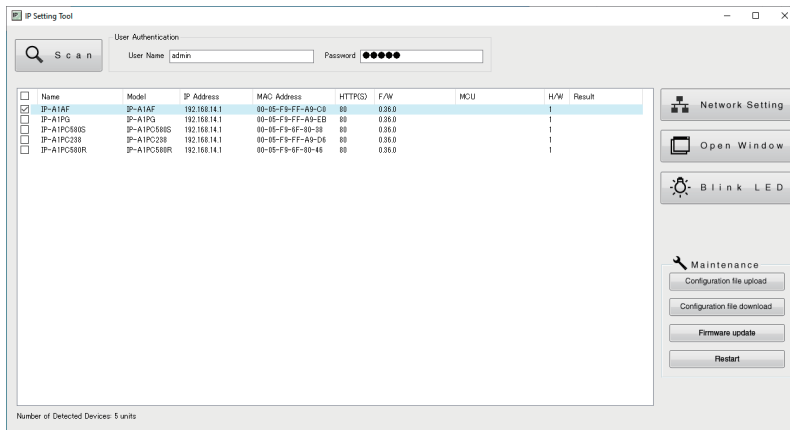 IP Setting Tool
Scan
User Authentication
User Name admin Password ●●●●●
Name Model IP Address MAC Address HTTP(S) F/W MCU H/W Result
IP-A1AF IP-A1AF 192.168.14.1 00-05-F9-FF-A9-C0 80 0.36.0 1
IP-A1PG IP-A1PG 192.168.14.1 00-05-F9-FF-A9-EB 80 0.36.0 1
IP-A1PC580S IP-A1PC580S 192.168.14.1 00-05-F9-6F-80-38 80 0.36.0 1
IP-A1PC238 IP-A1PC238 192.168.14.1 00-05-F9-FF-A9-D6 80 0.36.0 1
IP-A1PC580R IP-A1PC580R 192.168.14.1 00-05-F9-6F-80-46 80 0.36.0 1
Network Setting
Open Window
Blink LED
Maintenance
Configuration file upload
Configuration file download
Firmware update
Restart
Number of Detected Devices: 5 units